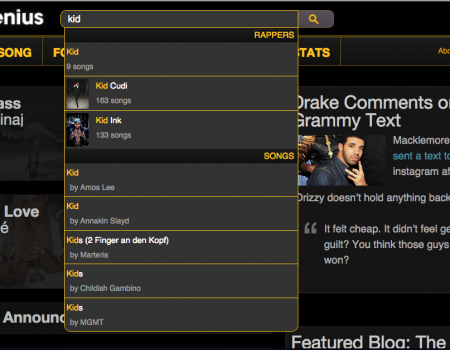 enius
kid
RAPPERS
Kid
9 songs
Kid Cudi
163 songs
Kid Ink
133 songs
SONGS
Kid
by Amos Lee
Kid
by Annakin Slayd
Kids (2 Finger an den Kopf)
by Marteria
Kids
by Childish Gambino
Kids
by MGMT
SONG
FO
STATS
Abo
ass
inaj
Love
é
Announc
Drake Comments on
Grammy Text
Macklemore
sent a text to
instagram af
Drizzy doesn't hold anything back
It felt cheap. It didn't feel ge
guilt? You think those guys
won?
Featured Blog: The